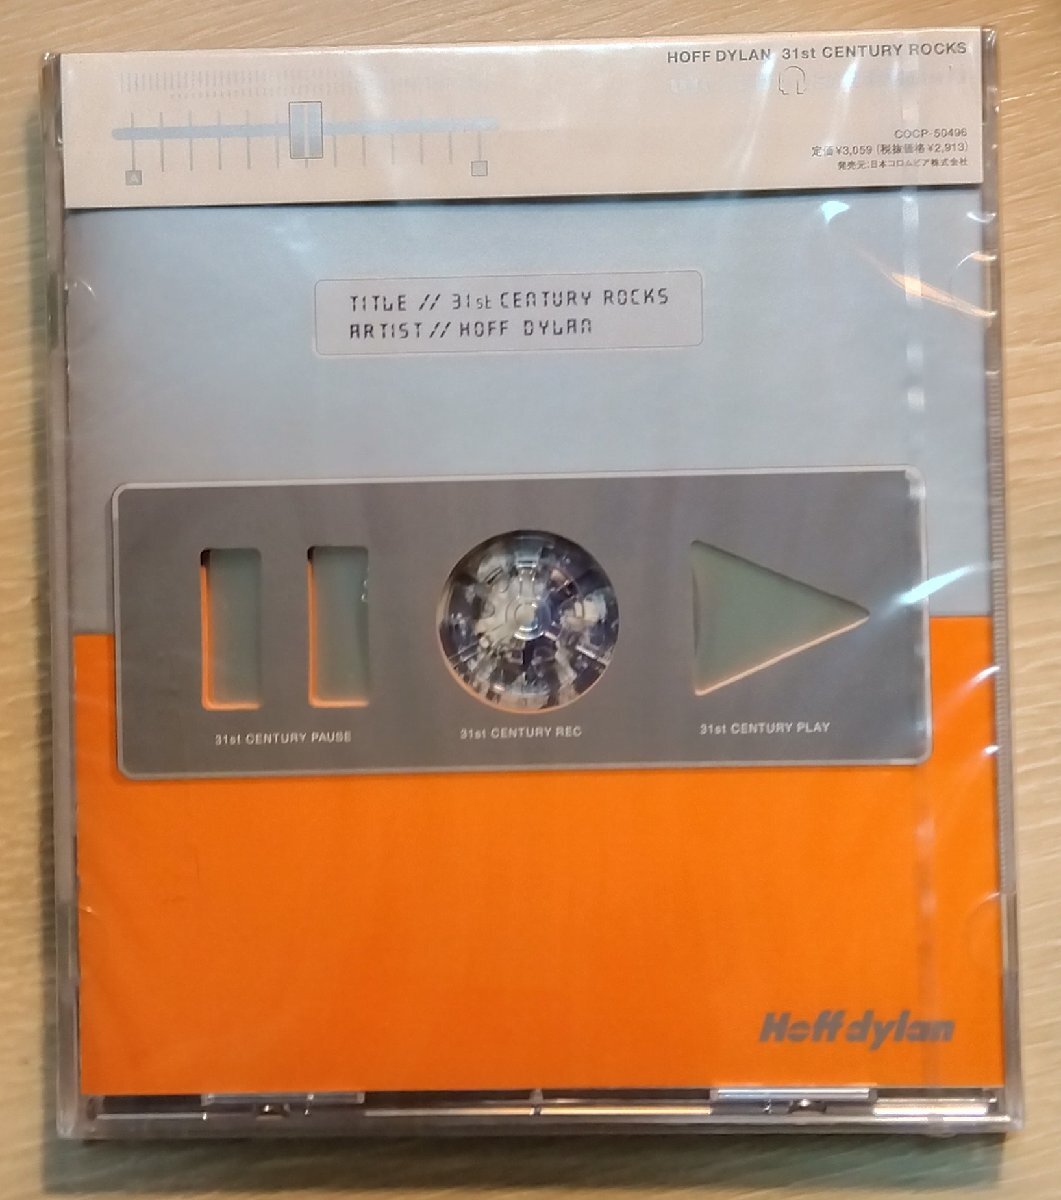 HOFF DYLAN 31st CENTURY ROCKS
COCP-50496
定価¥3,059 (税抜価格¥2,913)
発売元:日本コロムビア株式会社
A
TITLE // 31st CENTURY ROCKS
ARTIST // HOFF DYLAN
31st CENTURY PAUSE
31st CENTURY REC
31st CENTURY PLAY
Hoffdylan